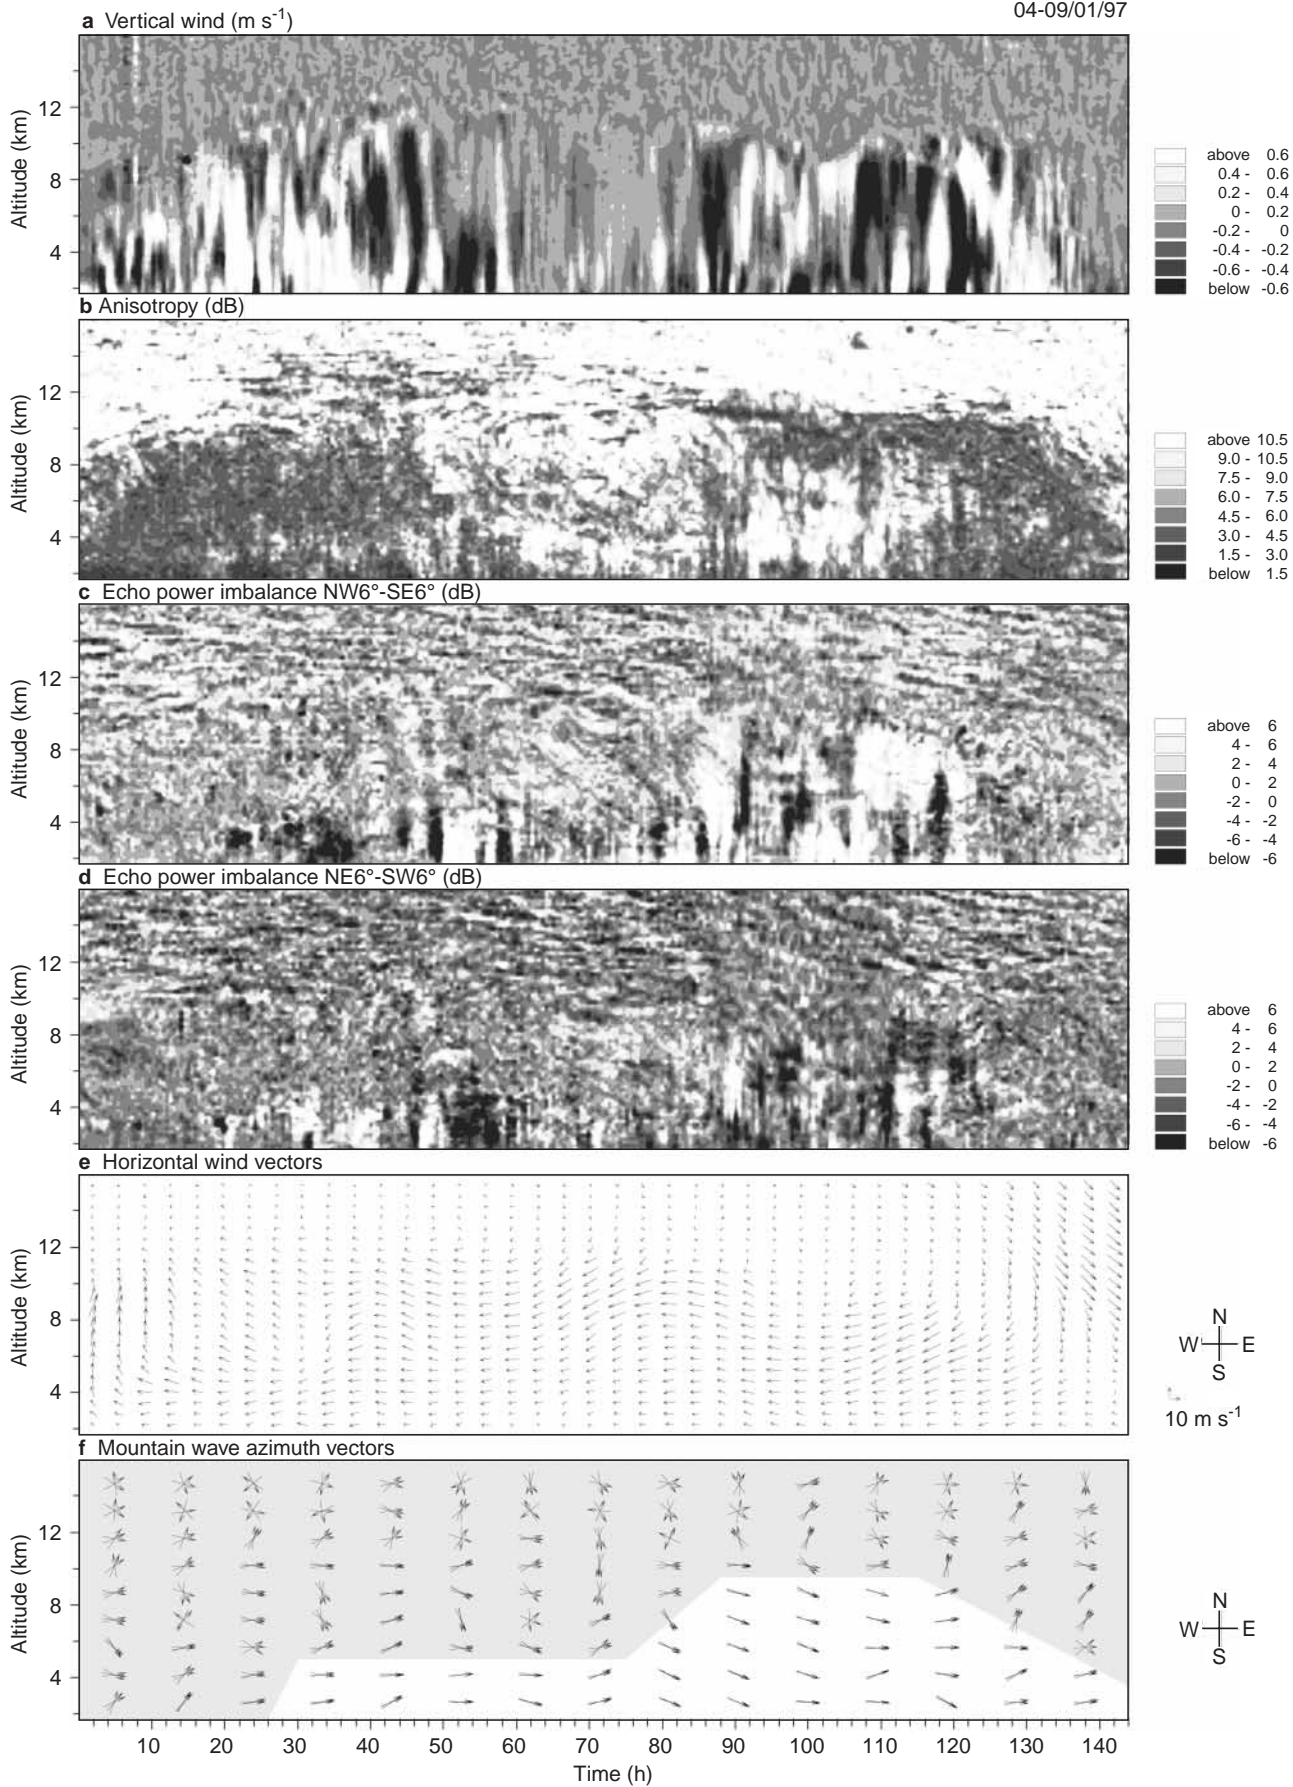 04-09/01/97
a Vertical wind (m s-1)
Altitude (km)
12
8
4
above 0.6
0.4 - 0.6
0.2 - 0.4
0 - 0.2
-0.2 - 0
-0.4 - -0.2
-0.6 - -0.4
below -0.6
b Anisotropy (dB)
Altitude (km)
12
8
4
above 10.5
9.0 - 10.5
7.5 - 9.0
6.0 - 7.5
4.5 - 6.0
3.0 - 4.5
1.5 - 3.0
below 1.5
c Echo power imbalance NW6°-SE6° (dB)
Altitude (km)
12
8
4
above 6
4 - 6
2 - 4
0 - 2
-2 - 0
-4 - -2
-6 - -4
below -6
d Echo power imbalance NE6°-SW6° (dB)
Altitude (km)
12
8
4
above 6
4 - 6
2 - 4
0 - 2
-2 - 0
-4 - -2
-6 - -4
below -6
e Horizontal wind vectors
Altitude (km)
12
8
4
N
W E
S
10 m s-1
f Mountain wave azimuth vectors
Altitude (km)
12
8
4
N
W E
S
10 20 30 40 50 60 70 80 90 100 110 120 130 140
Time (h)